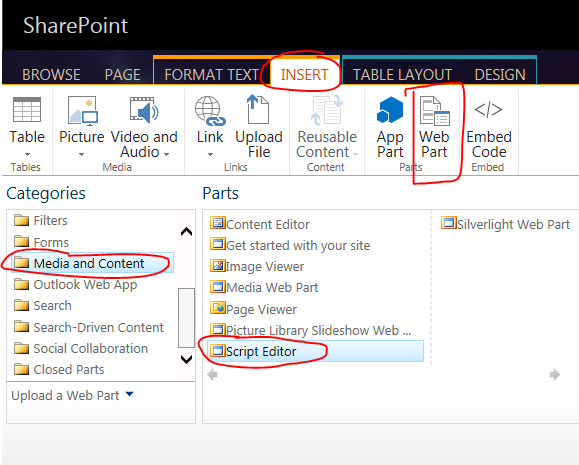 SharePoint
BROWSE PAGE FORMAT TEXT INSERT TABLE LAYOUT DESIGN
Table Picture Video and Audio Link Upload File Reusable Content App Part Web Part Embed Code
Tables Media Links Content Parts Embed
Categories
Filters
Forms
Media and Content
Outlook Web App
Search
Search-Driven Content
Social Collaboration
Closed Parts
Upload a Web Part
Parts
Content Editor
Get started with your site
Image Viewer
Media Web Part
Page Viewer
Picture Library Slideshow Web ...
Script Editor
Silverlight Web Part